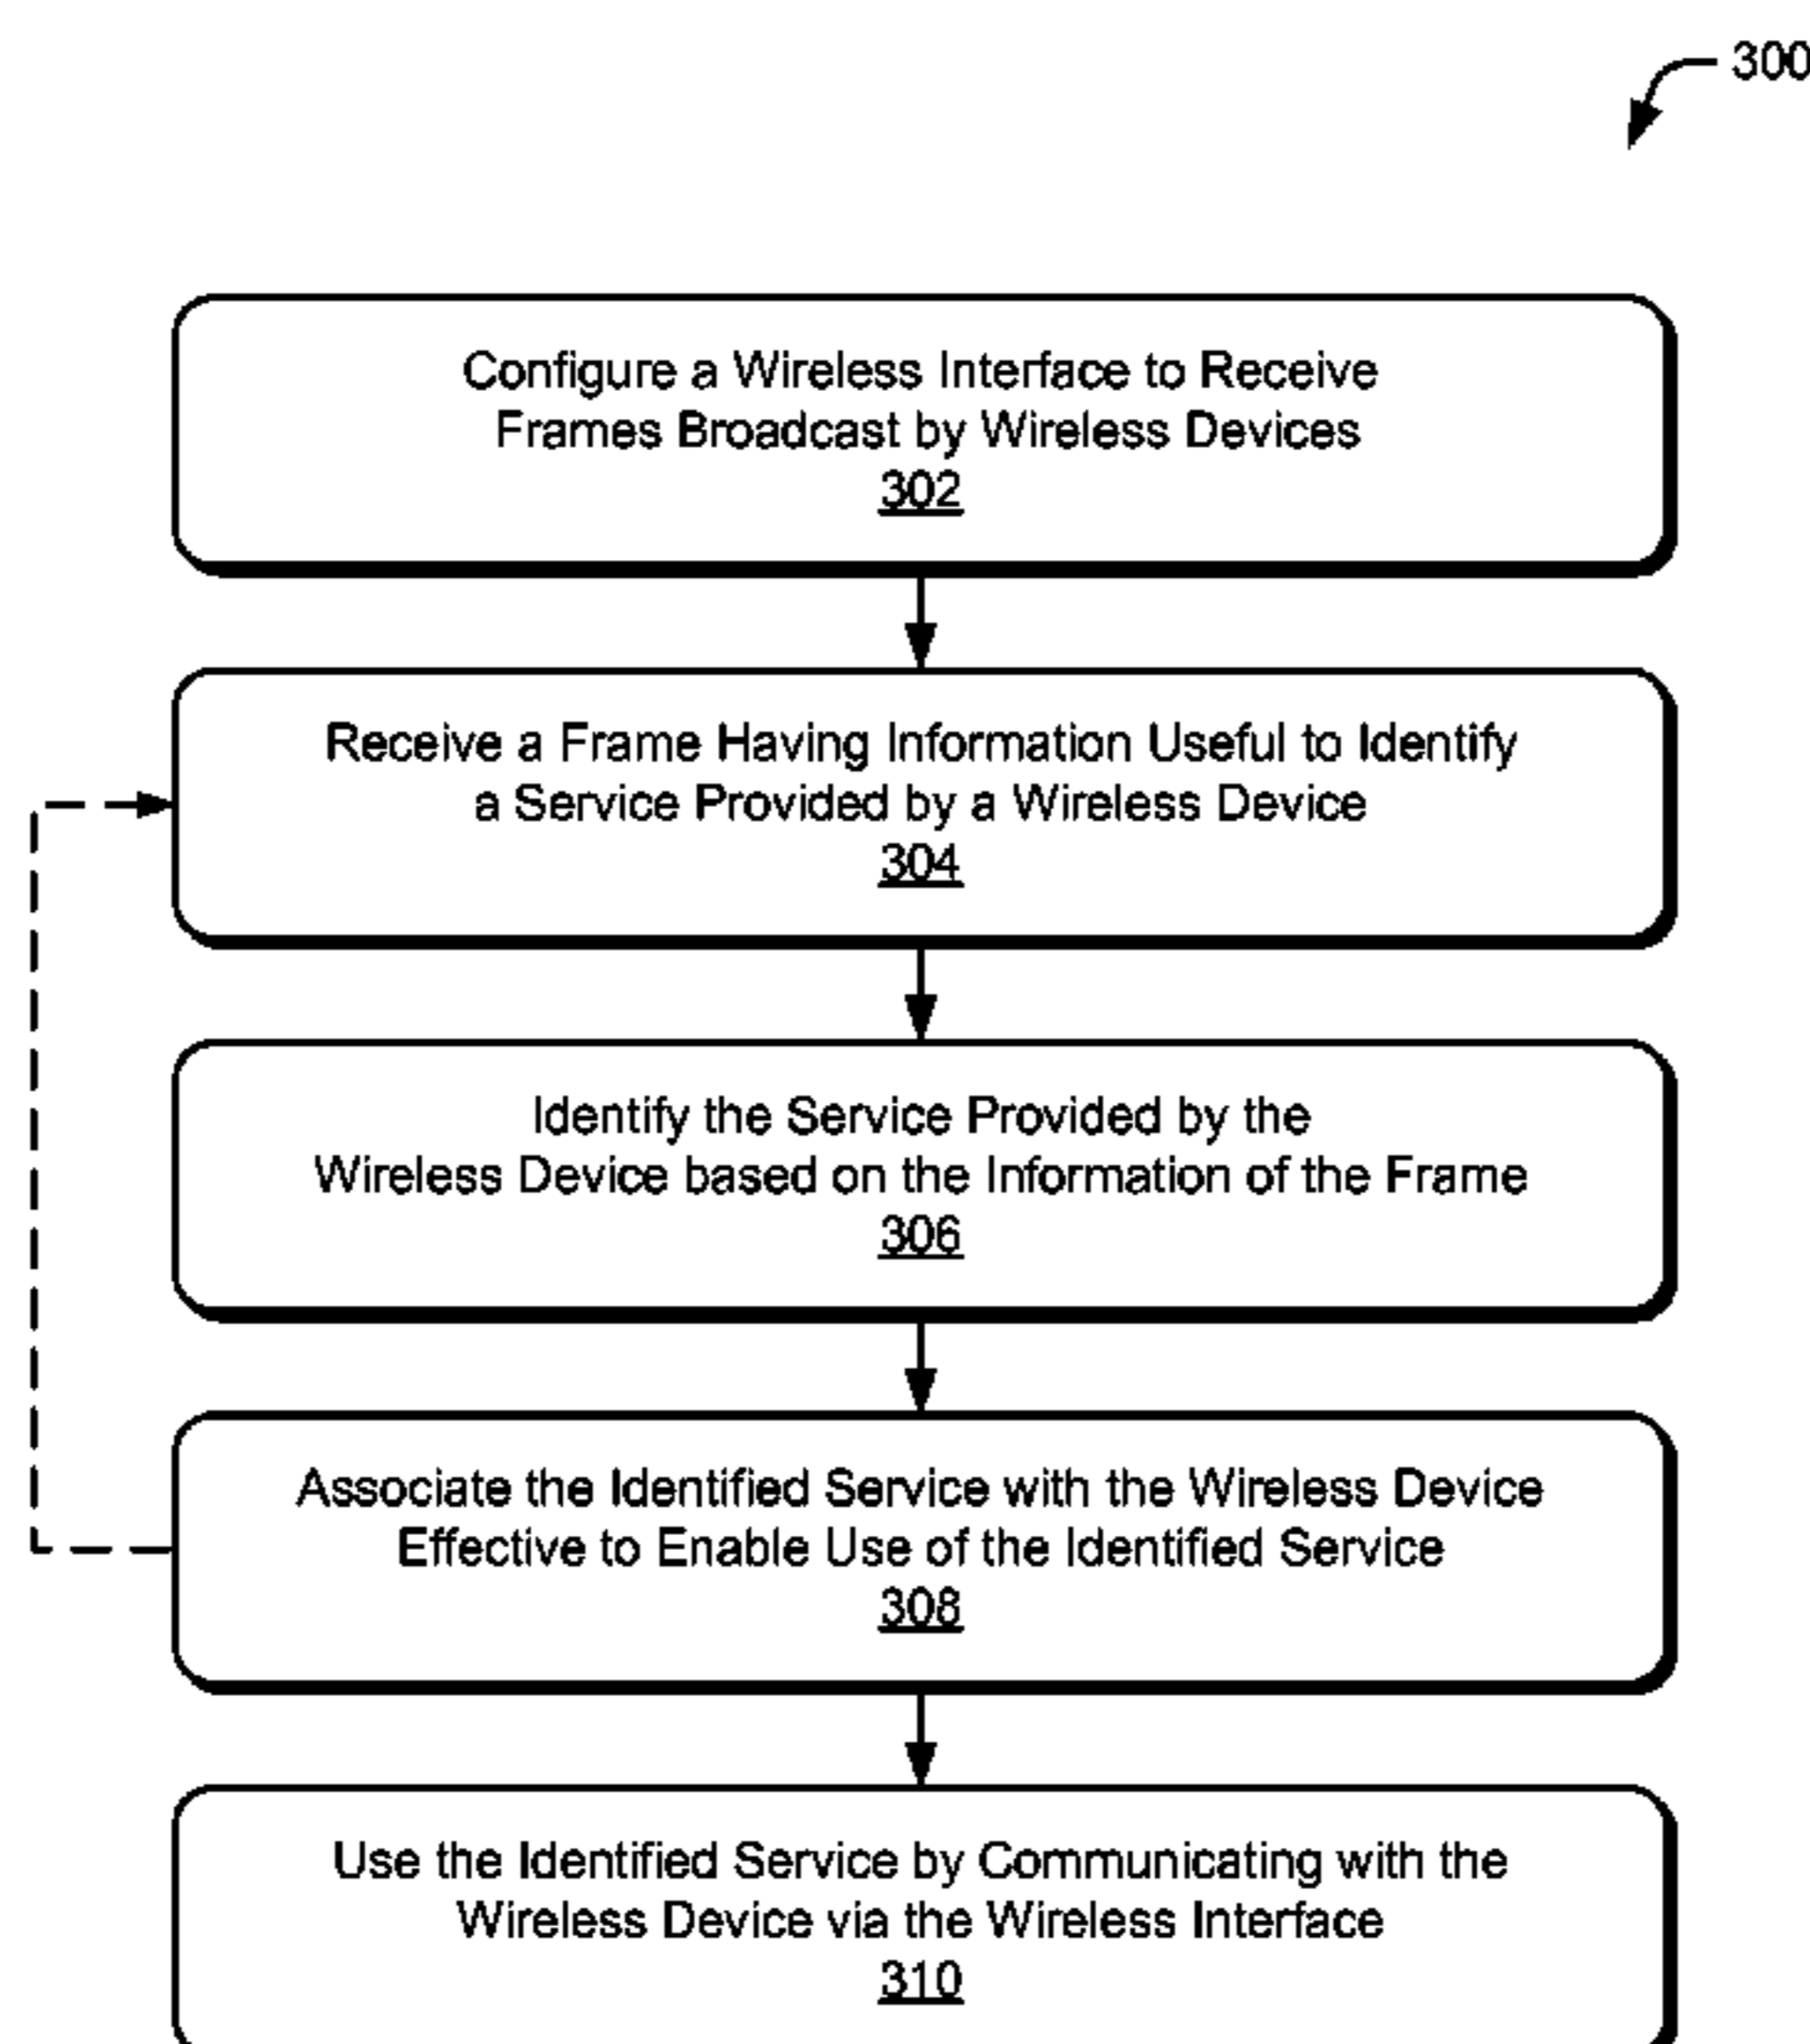 300
Configure a Wireless Interface to Receive
Frames Broadcast by Wireless Devices
302
Receive a Frame Having Information Useful to Identify
a Service Provided by a Wireless Device
304
Identify the Service Provided by the
Wireless Device based on the Information of the Frame
306
Associate the Identified Service with the Wireless Device
Effective to Enable Use of the Identified Service
308
Use the Identified Service by Communicating with the
Wireless Device via the Wireless Interface
310